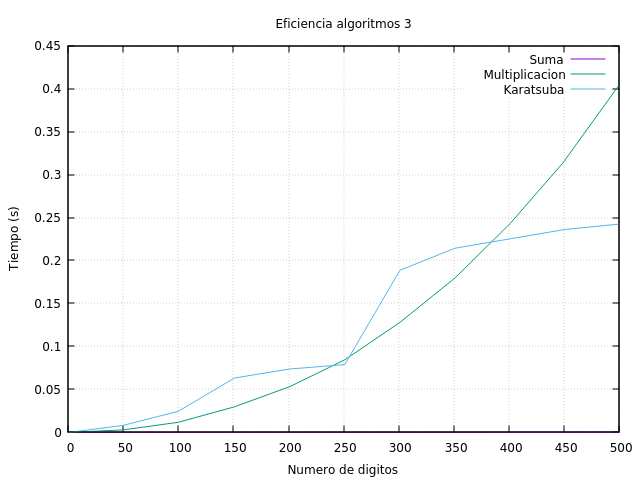 Eficiencia algoritmos 3
0.45
0.4
0.35
0.3
0.25
0.2
0.15
0.1
0.05
0
Tiempo (s)
Suma
Multiplicacion
Karatsuba
0 50 100 150 200 250 300 350 400 450 500
Numero de digitos